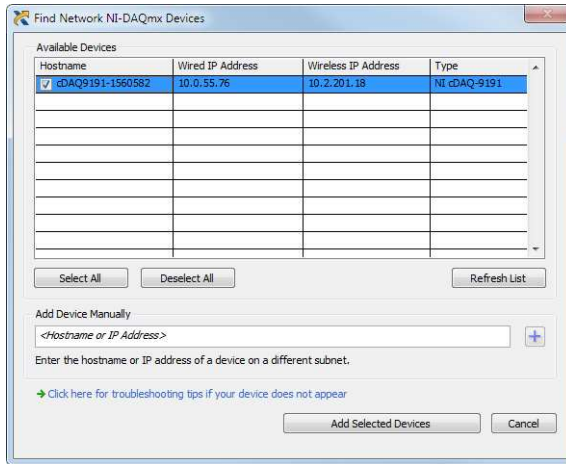 Find Network NI-DAQmx Devices
Available Devices
Hostname Wired IP Address Wireless IP Address Type
cDAQ9191-1560582 10.0.55.76 10.2.201.18 NI cDAQ-9191
Select All Deselect All Refresh List
Add Device Manually
<Hostname or IP Address>
Enter the hostname or IP address of a device on a different subnet.
Click here for troubleshooting tips if your device does not appear
Add Selected Devices Cancel